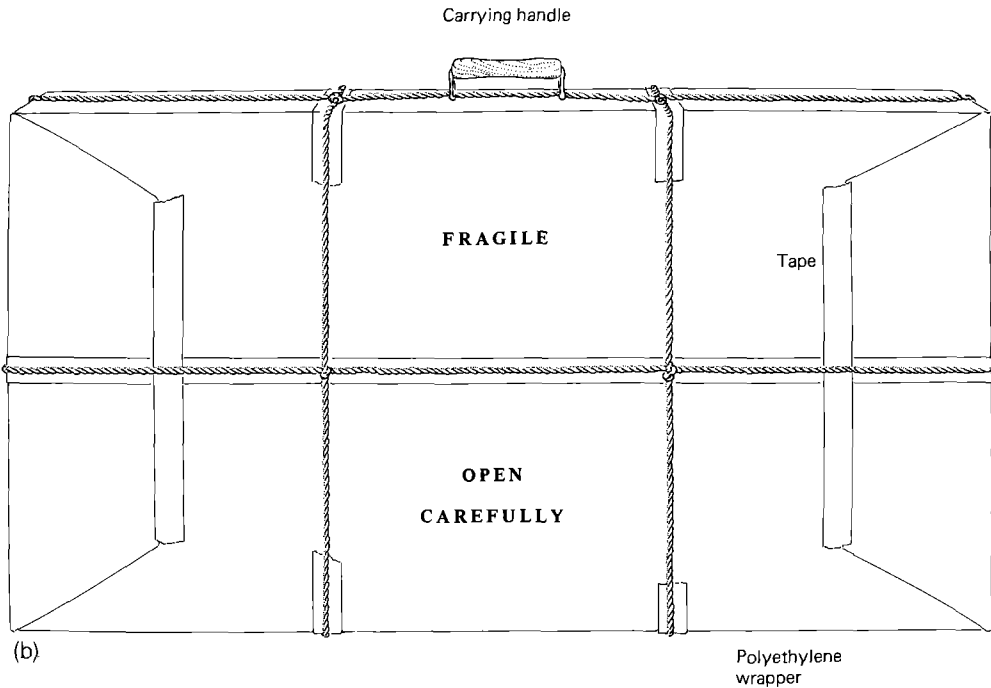 Carrying handle
FRAGILE
Tape
OPEN
CAREFULLY
(b)
Polyethylene
wrapper